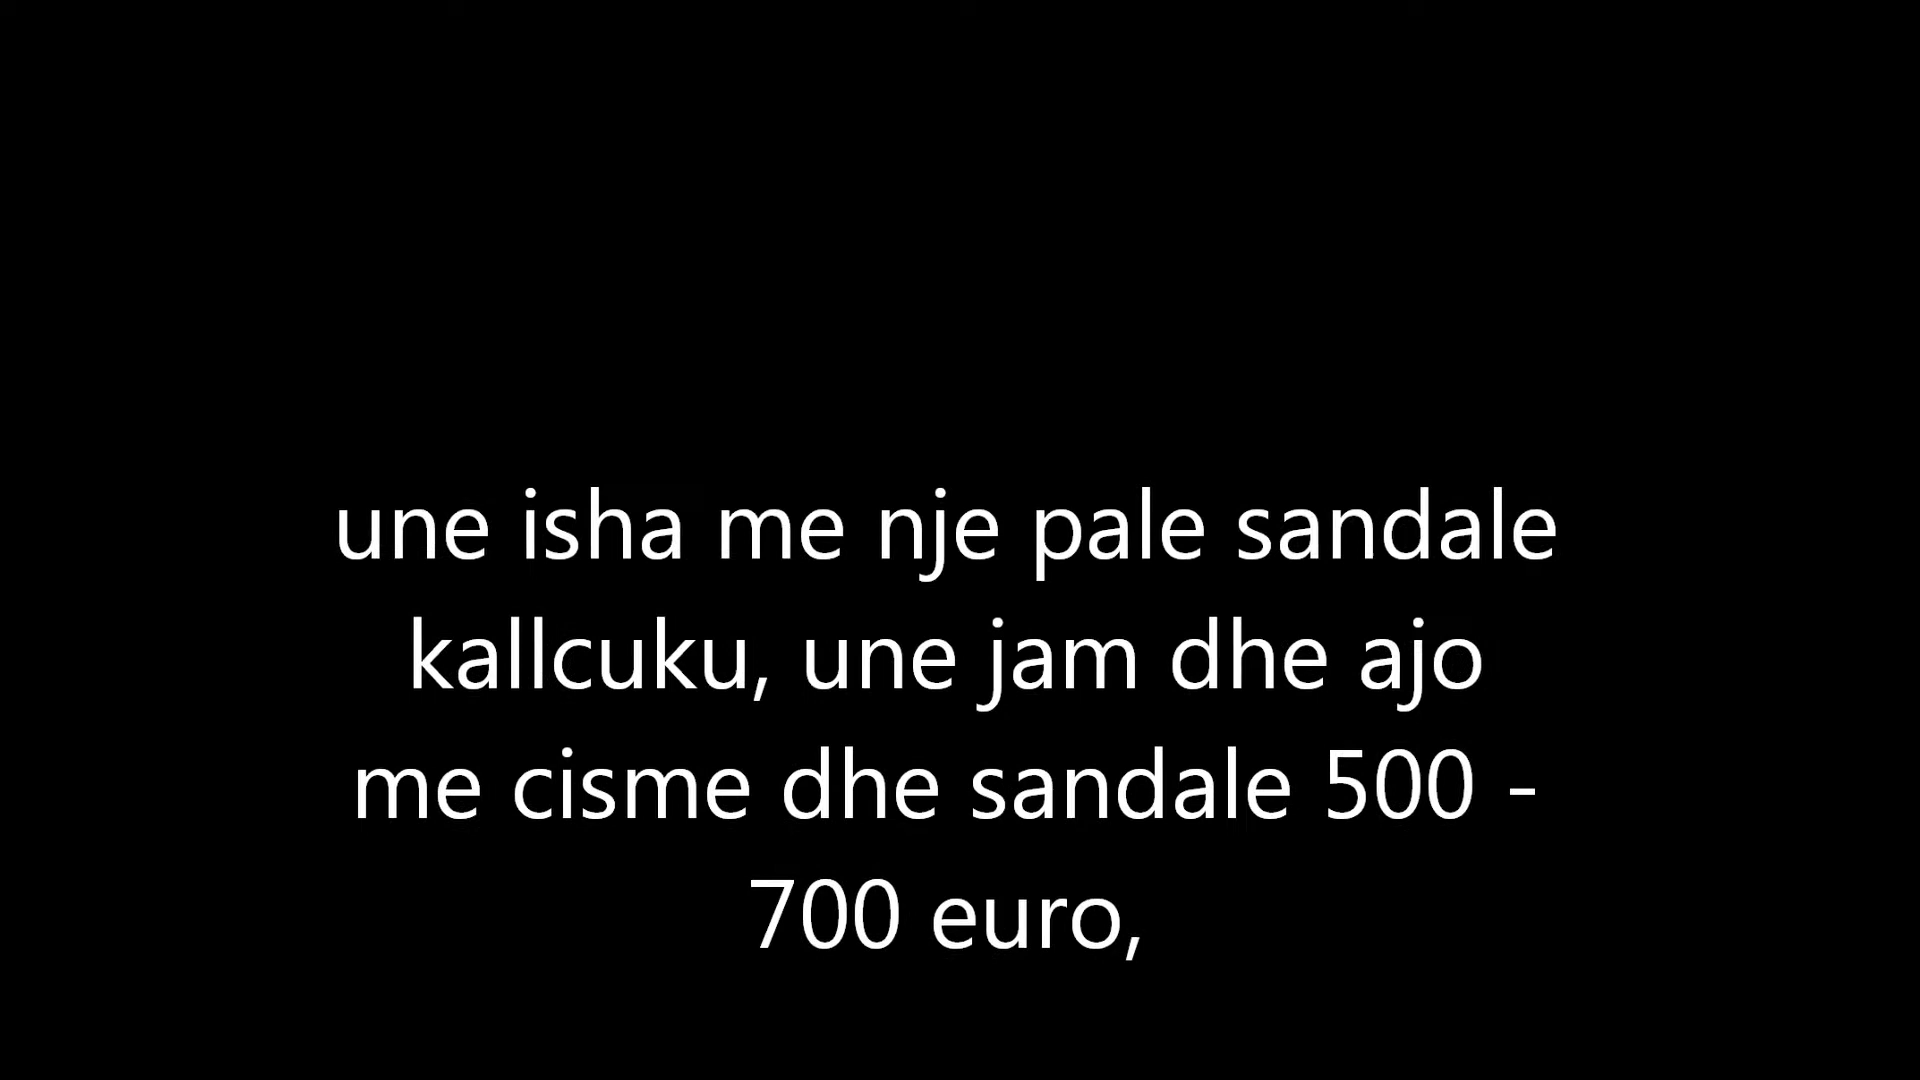 une isha me nje pale sandale
kallcuku, une jam dhe ajo
me cisme dhe sandale 500 -
700 euro,